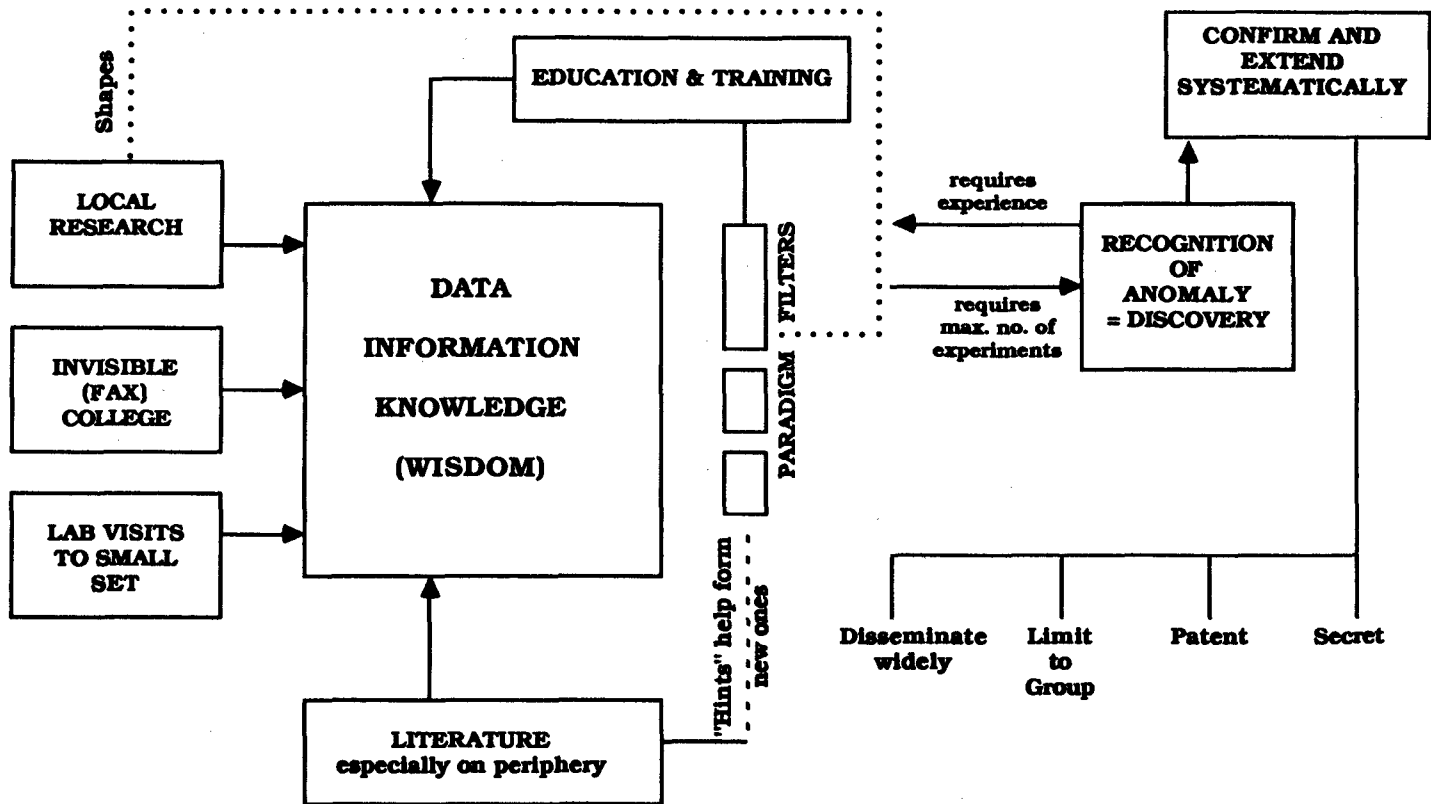 Shapes
EDUCATION & TRAINING
CONFIRM AND
EXTEND
SYSTEMATICALLY
LOCAL
RESEARCH
INVISIBLE
(FAX)
COLLEGE
LAB VISITS
TO SMALL
SET
DATA
INFORMATION
KNOWLEDGE
(WISDOM)
PARADIGM FILTERS
"Hints" help form
new ones
LITERATURE
especially on periphery
requires
experience
requires
max. no. of
experiments
RECOGNITION
OF
ANOMALY
= DISCOVERY
Disseminate
widely
Limit
to
Group
Patent
Secret